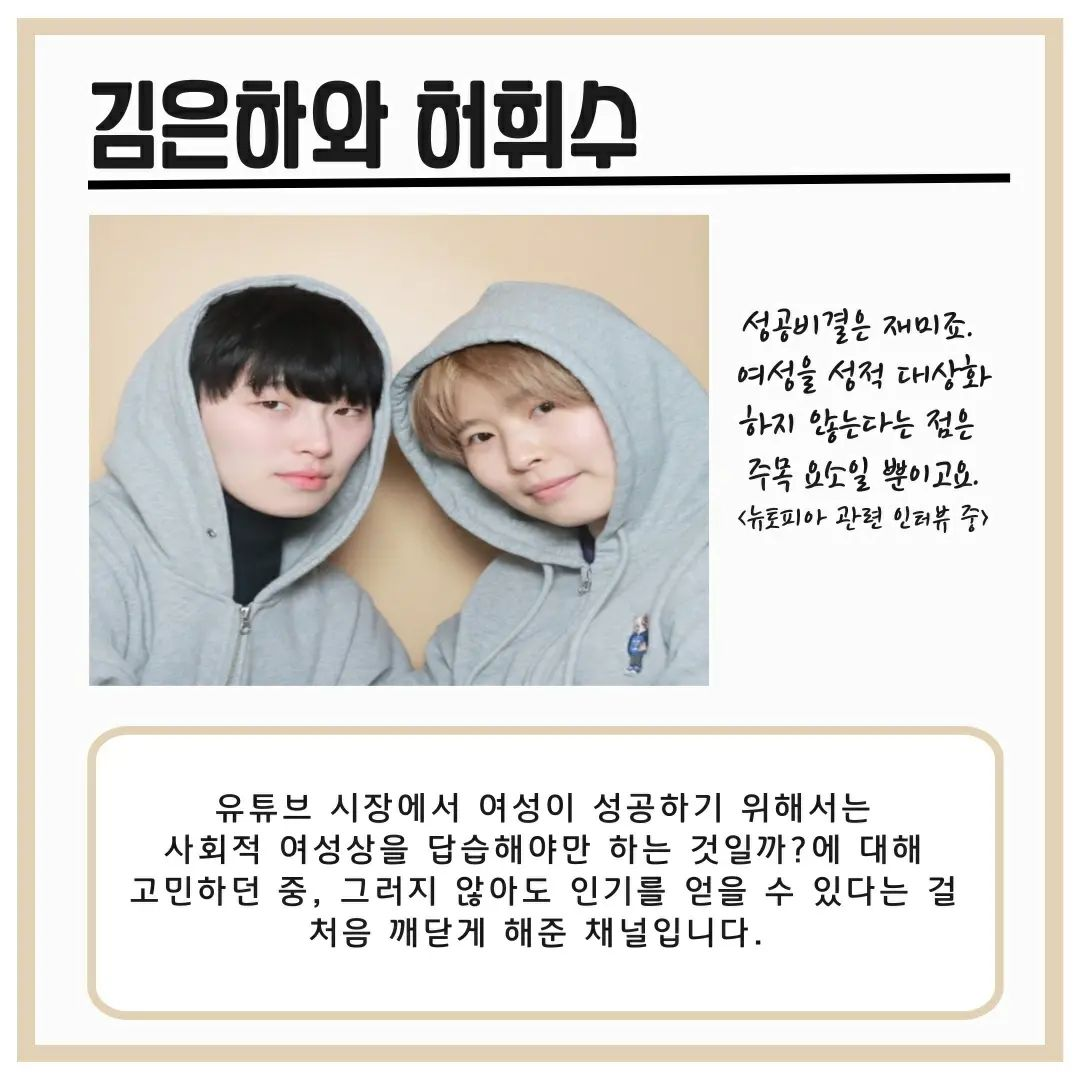 김은하와 허휘수
성공비결은 재미죠.
여성을 성적 대상화
하지 않는다는 점은
주목 요소일 뿐이고요.
<뉴토피아 관련 인터뷰 중>
유튜브 시장에서 여성이 성공하기 위해서는
사회적 여성상을 답습해야만 하는 것일까?에 대해
고민하던 중, 그러지 않아도 인기를 얻을 수 있다는 걸
처음 깨닫게 해준 채널입니다.